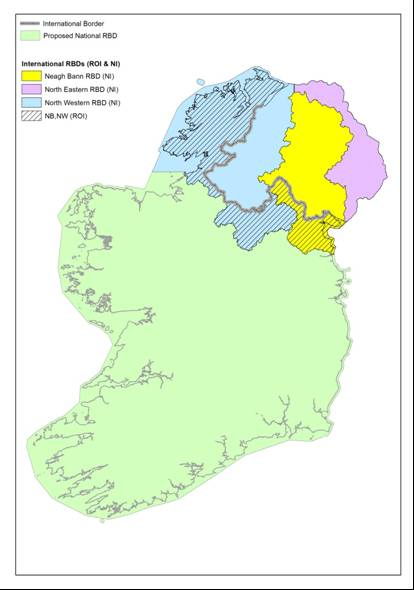 International Border
Proposed National RBD
International RBDs (ROI & NI)
Neagh Bann RBD (NI)
North Eastern RBD (NI)
North Western RBD (NI)
NB,NW (ROI)